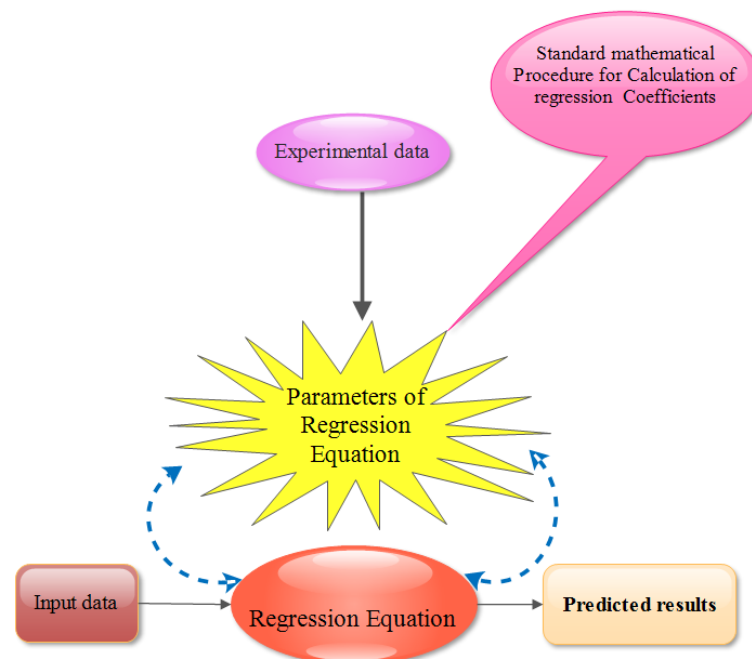 Standard mathematical
Procedure for Calculation of
regression Coefficients
Experimental data
Parameters of
Regression
Equation
Input data
Regression Equation
Predicted results